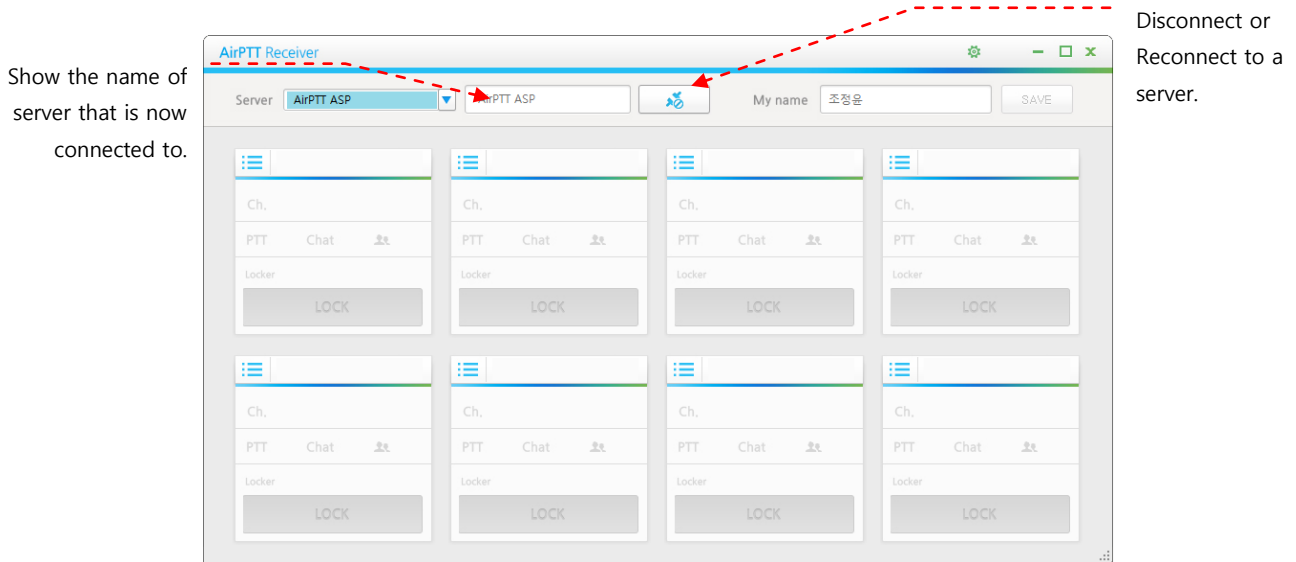 Disconnect or
Reconnect to a
server.
Show the name of
server that is now
connected to.
AirPTT Receiver
Server AirPTT ASP AirPTT ASP My name 조정윤 SAVE
Ch. Ch. Ch. Ch.
PTT Chat PTT Chat PTT Chat PTT Chat
Locker Locker Locker Locker
LOCK LOCK LOCK LOCK
Ch. Ch. Ch. Ch.
PTT Chat PTT Chat PTT Chat PTT Chat
Locker Locker Locker Locker
LOCK LOCK LOCK LOCK